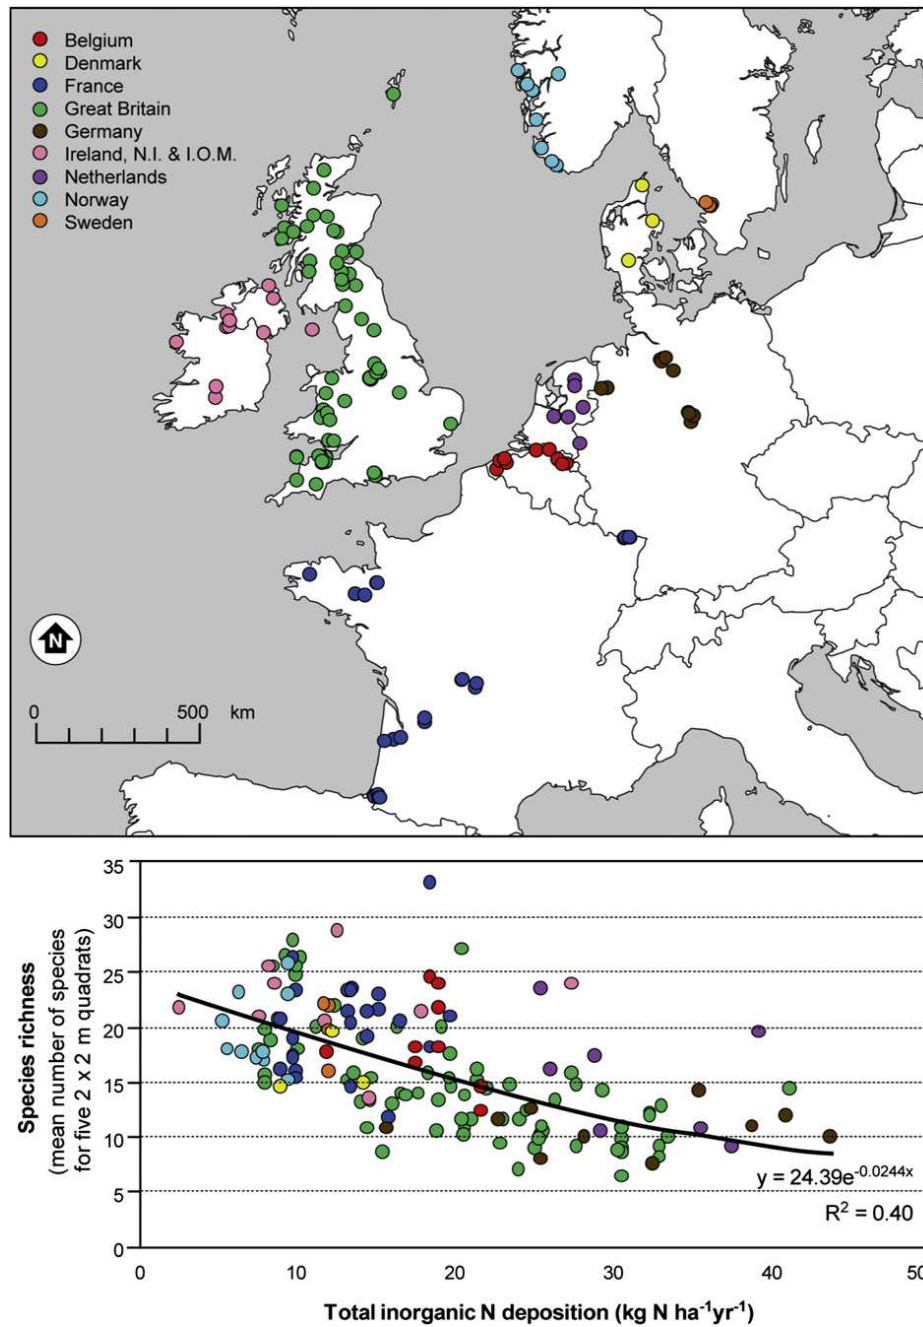 Belgium
Denmark
France
Great Britain
Germany
Ireland, N.I. & I.O.M.
Netherlands
Norway
Sweden
N
0 500 km
35
30
25
20
15
10
5
0
Species richness
(mean number of species
for five 2 x 2 m quadrats)
y = 24.39e^-0.0244x
R² = 0.40
0 10 20 30 40 50
Total inorganic N deposition (kg N ha⁻¹yr⁻¹)